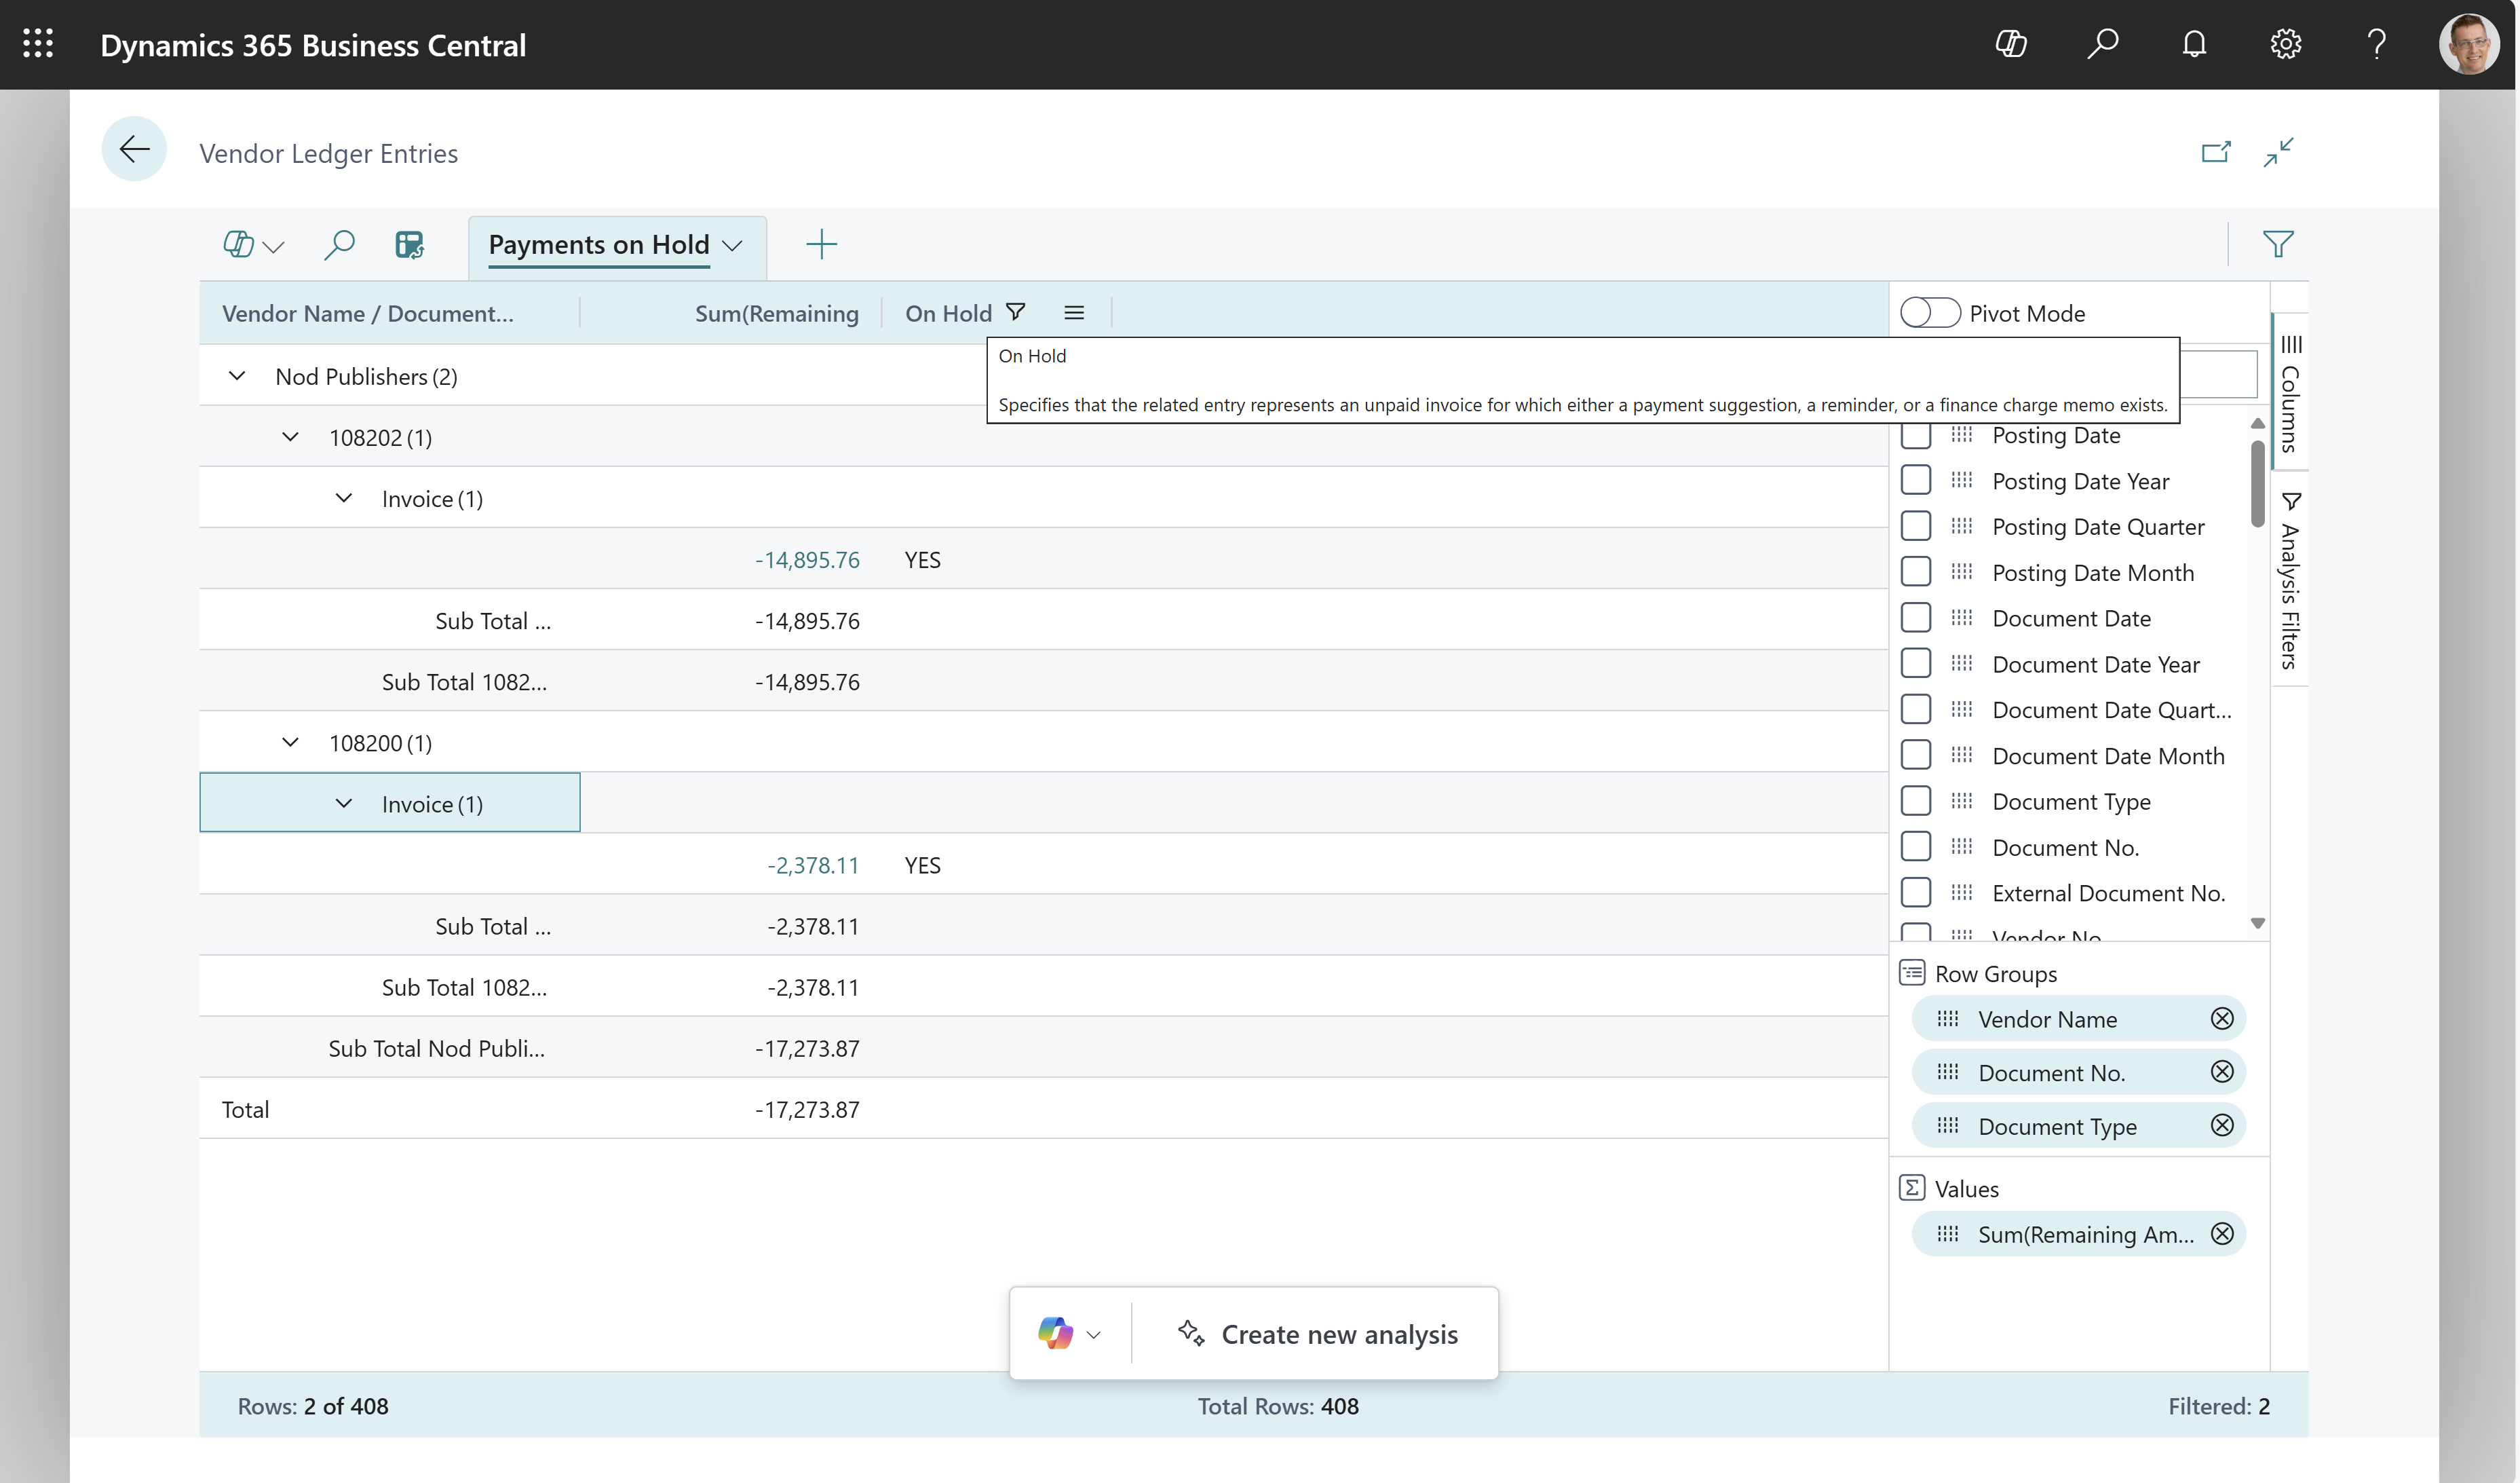 Dynamics 365 Business Central
Vendor Ledger Entries
Payments on Hold
Vendor Name / Document... Sum(Remaining On Hold
Pivot Mode
On Hold
Specifies that the related entry represents an unpaid invoice for which either a payment suggestion, a reminder, or a finance charge memo exists.
Nod Publishers (2)
108202 (1)
Invoice (1)
-14,895.76 YES
Sub Total ... -14,895.76
Sub Total 1082... -14,895.76
108200 (1)
Invoice (1)
-2,378.11 YES
Sub Total ... -2,378.11
Sub Total 1082... -2,378.11
Sub Total Nod Publi... -17,273.87
Total -17,273.87
Posting Date
Posting Date Year
Posting Date Quarter
Posting Date Month
Document Date
Document Date Year
Document Date Quart...
Document Date Month
Document Type
Document No.
External Document No.
Vendor No.
Row Groups
Vendor Name
Document No.
Document Type
Values
Sum(Remaining Am...
Columns
Analysis Filters
Create new analysis
Rows: 2 of 408
Total Rows: 408
Filtered: 2